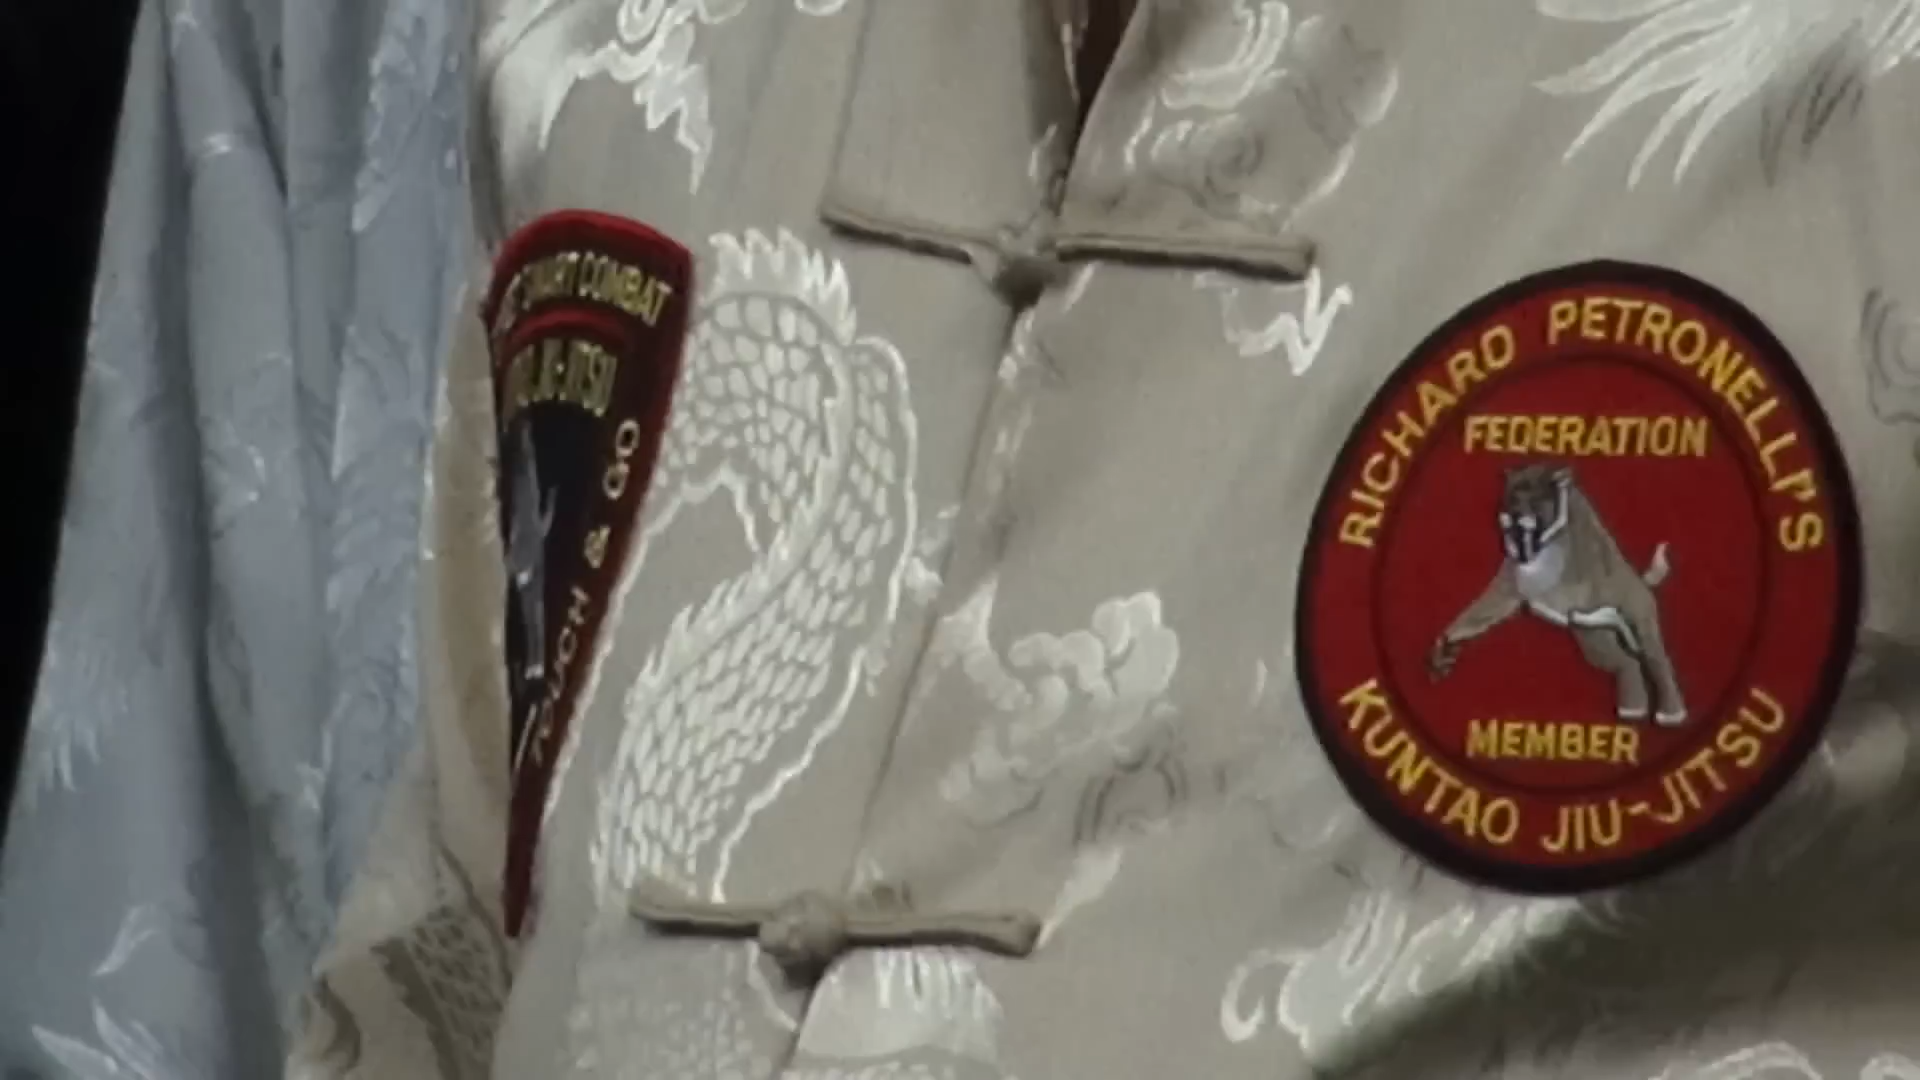 SMART COMBAT
JIU-JITSU
TOUCH & GO
RICHARD PETRONELLI'S
FEDERATION
MEMBER
KUNTAO JIU-JITSU